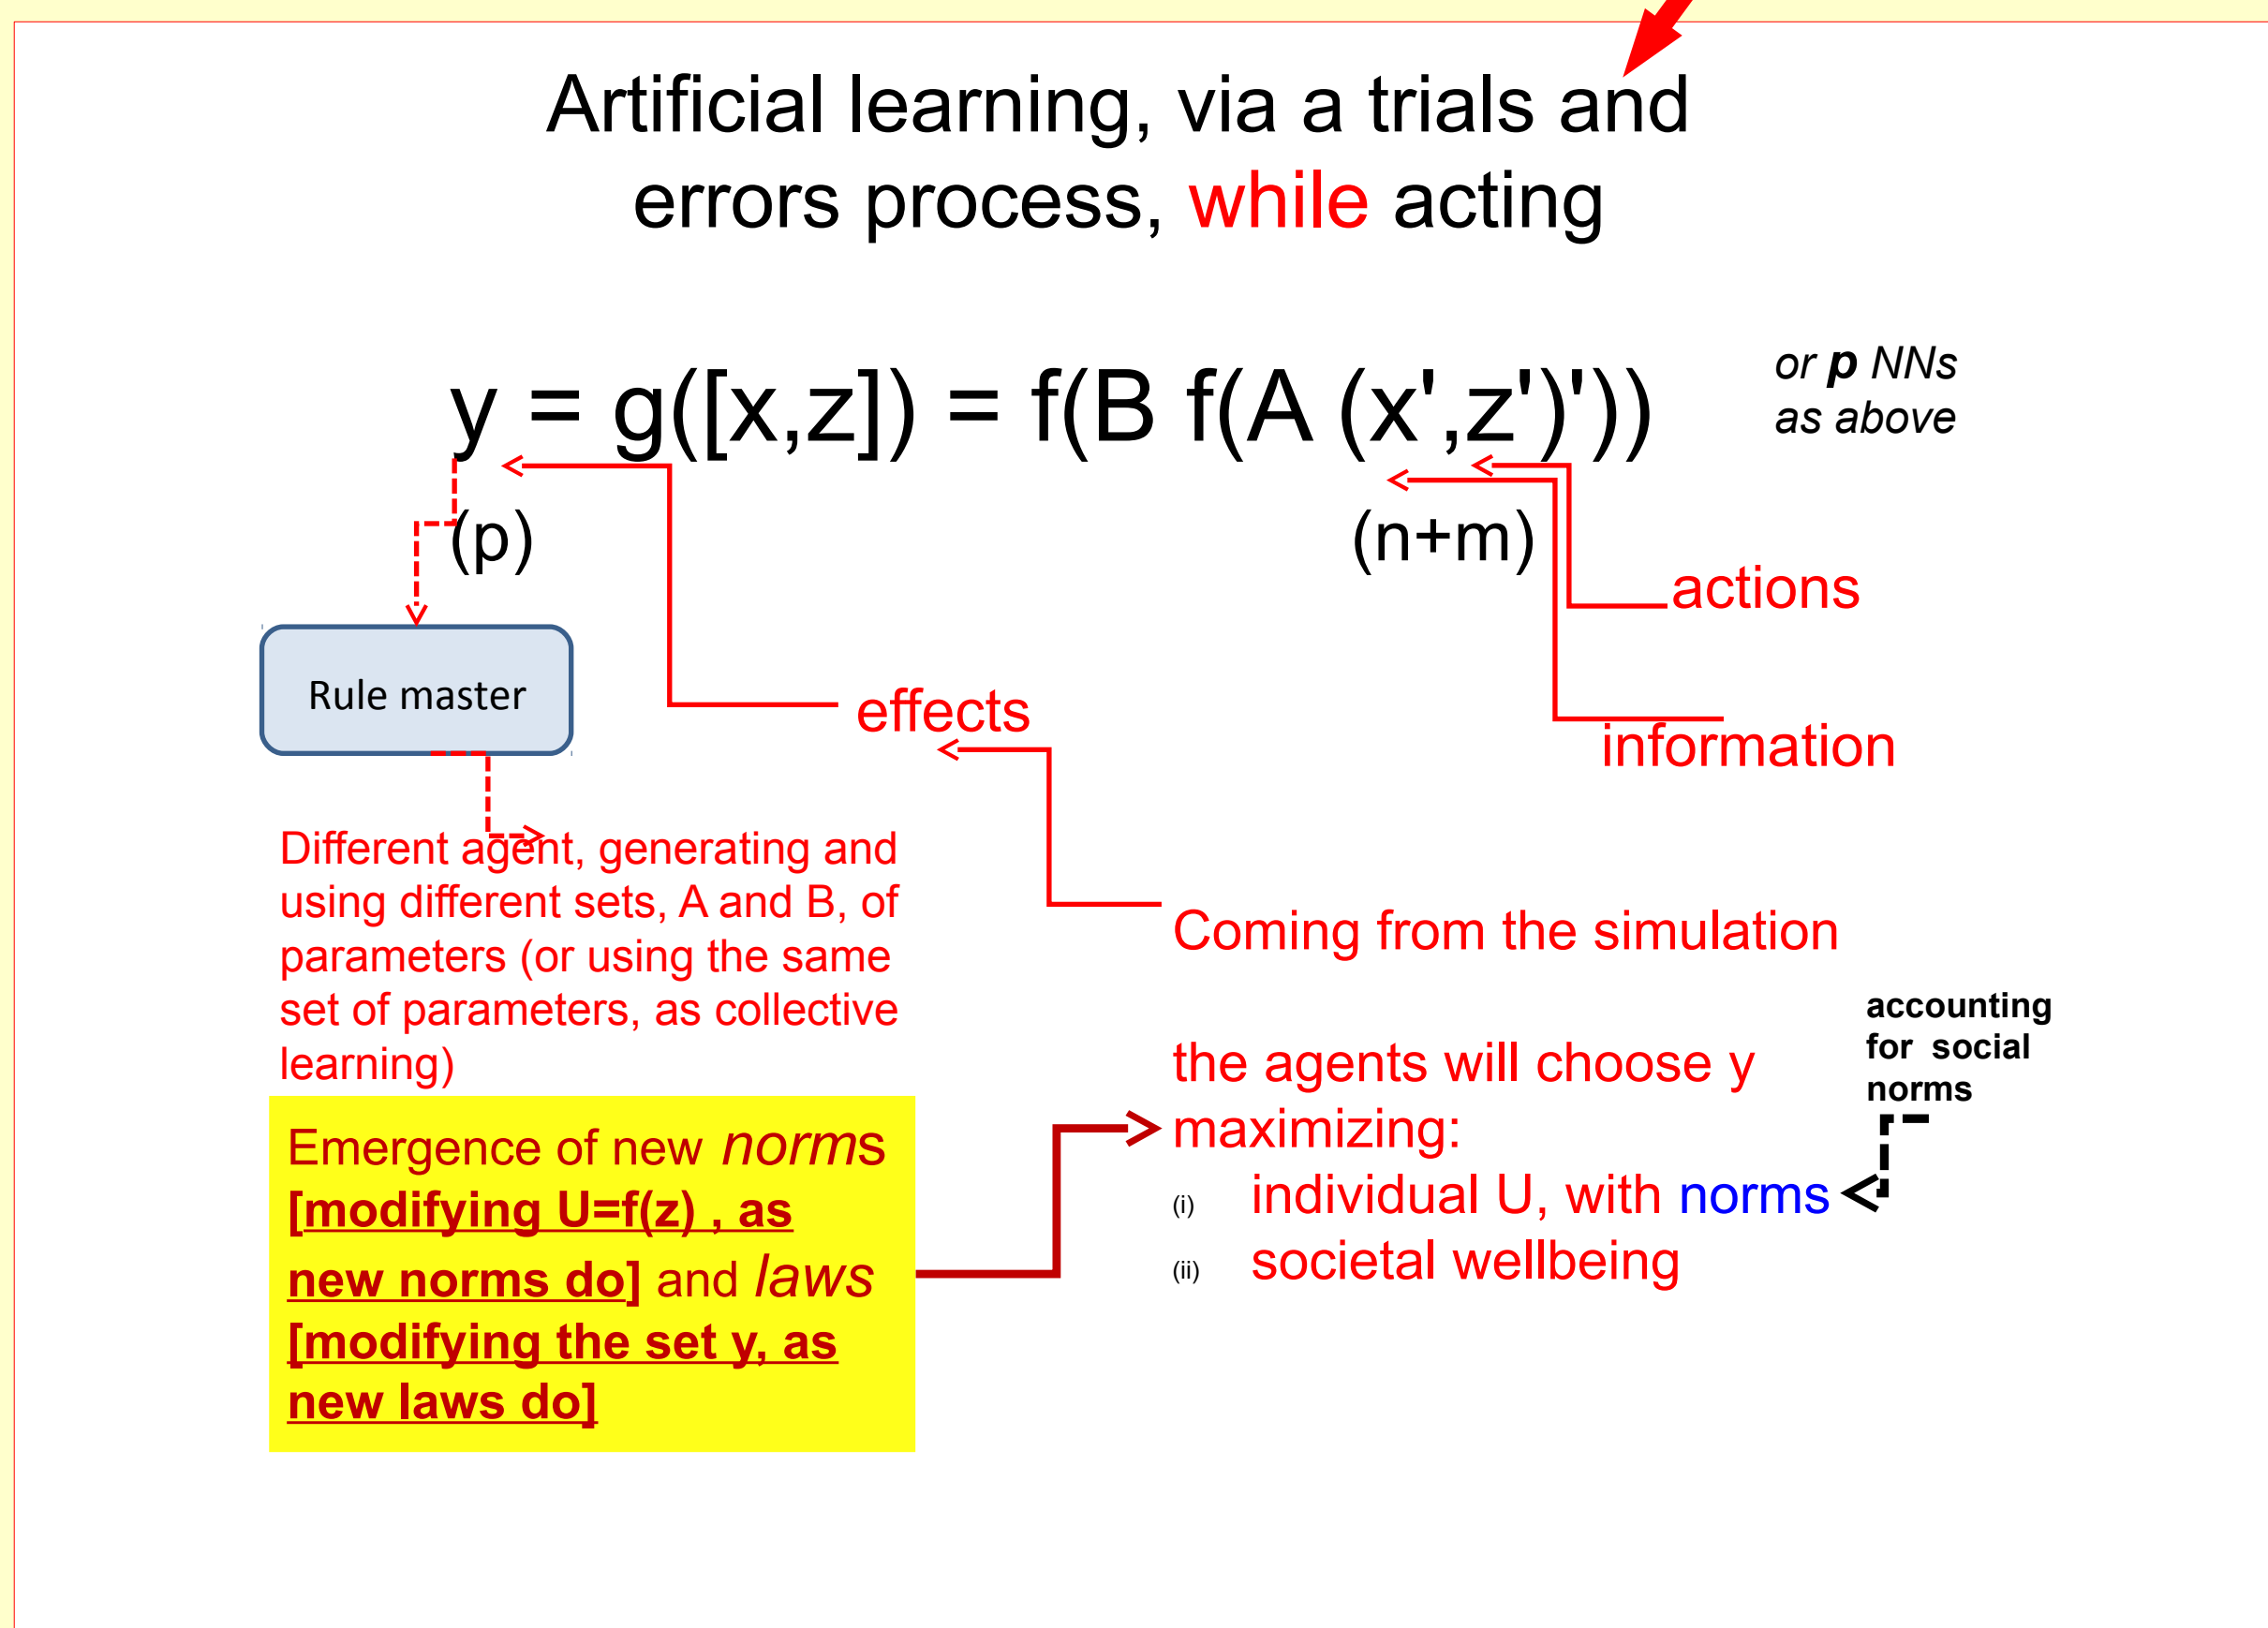 Artificial learning, via a trials and
errors process, while acting
y = g([x,z]) = f(B f(A (x',z')'))
or p NNs
as above
(p)
(n+m)
actions
Rule master
effects
information
Different agent, generating and
using different sets, A and B, of
parameters (or using the same
set of parameters, as collective
learning)
Coming from the simulation
accounting
for social
norms
the agents will choose y
maximizing:
(i) individual U, with norms
(ii) societal wellbeing
Emergence of new norms
[modifying U=f(z) , as
new norms do] and laws
[modifying the set y, as
new laws do]